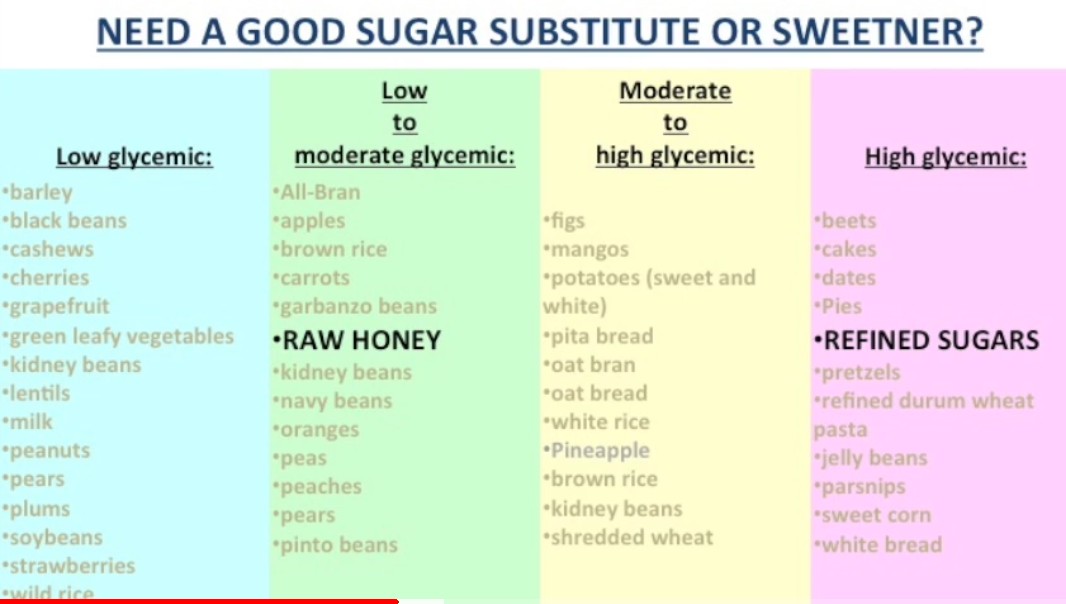 NEED A GOOD SUGAR SUBSTITUTE OR SWEETNER?
Low glycemic:
•barley
•black beans
•cashews
•cherries
•grapefruit
•green leafy vegetables
•kidney beans
•lentils
•milk
•peanuts
•pears
•plums
•soybeans
•strawberries
•wild rice
Low
to
moderate glycemic:
•All-Bran
•apples
•brown rice
•carrots
•garbanzo beans
•RAW HONEY
•kidney beans
•navy beans
•oranges
•peas
•peaches
•pears
•pinto beans
Moderate
to
high glycemic:
•figs
•mangos
•potatoes (sweet and
white)
•pita bread
•oat bran
•oat bread
•white rice
•Pineapple
•brown rice
•kidney beans
•shredded wheat
High glycemic:
•beets
•cakes
•dates
•Pies
•REFINED SUGARS
•pretzels
•refined durum wheat
pasta
•jelly beans
•parsnips
•sweet corn
•white bread